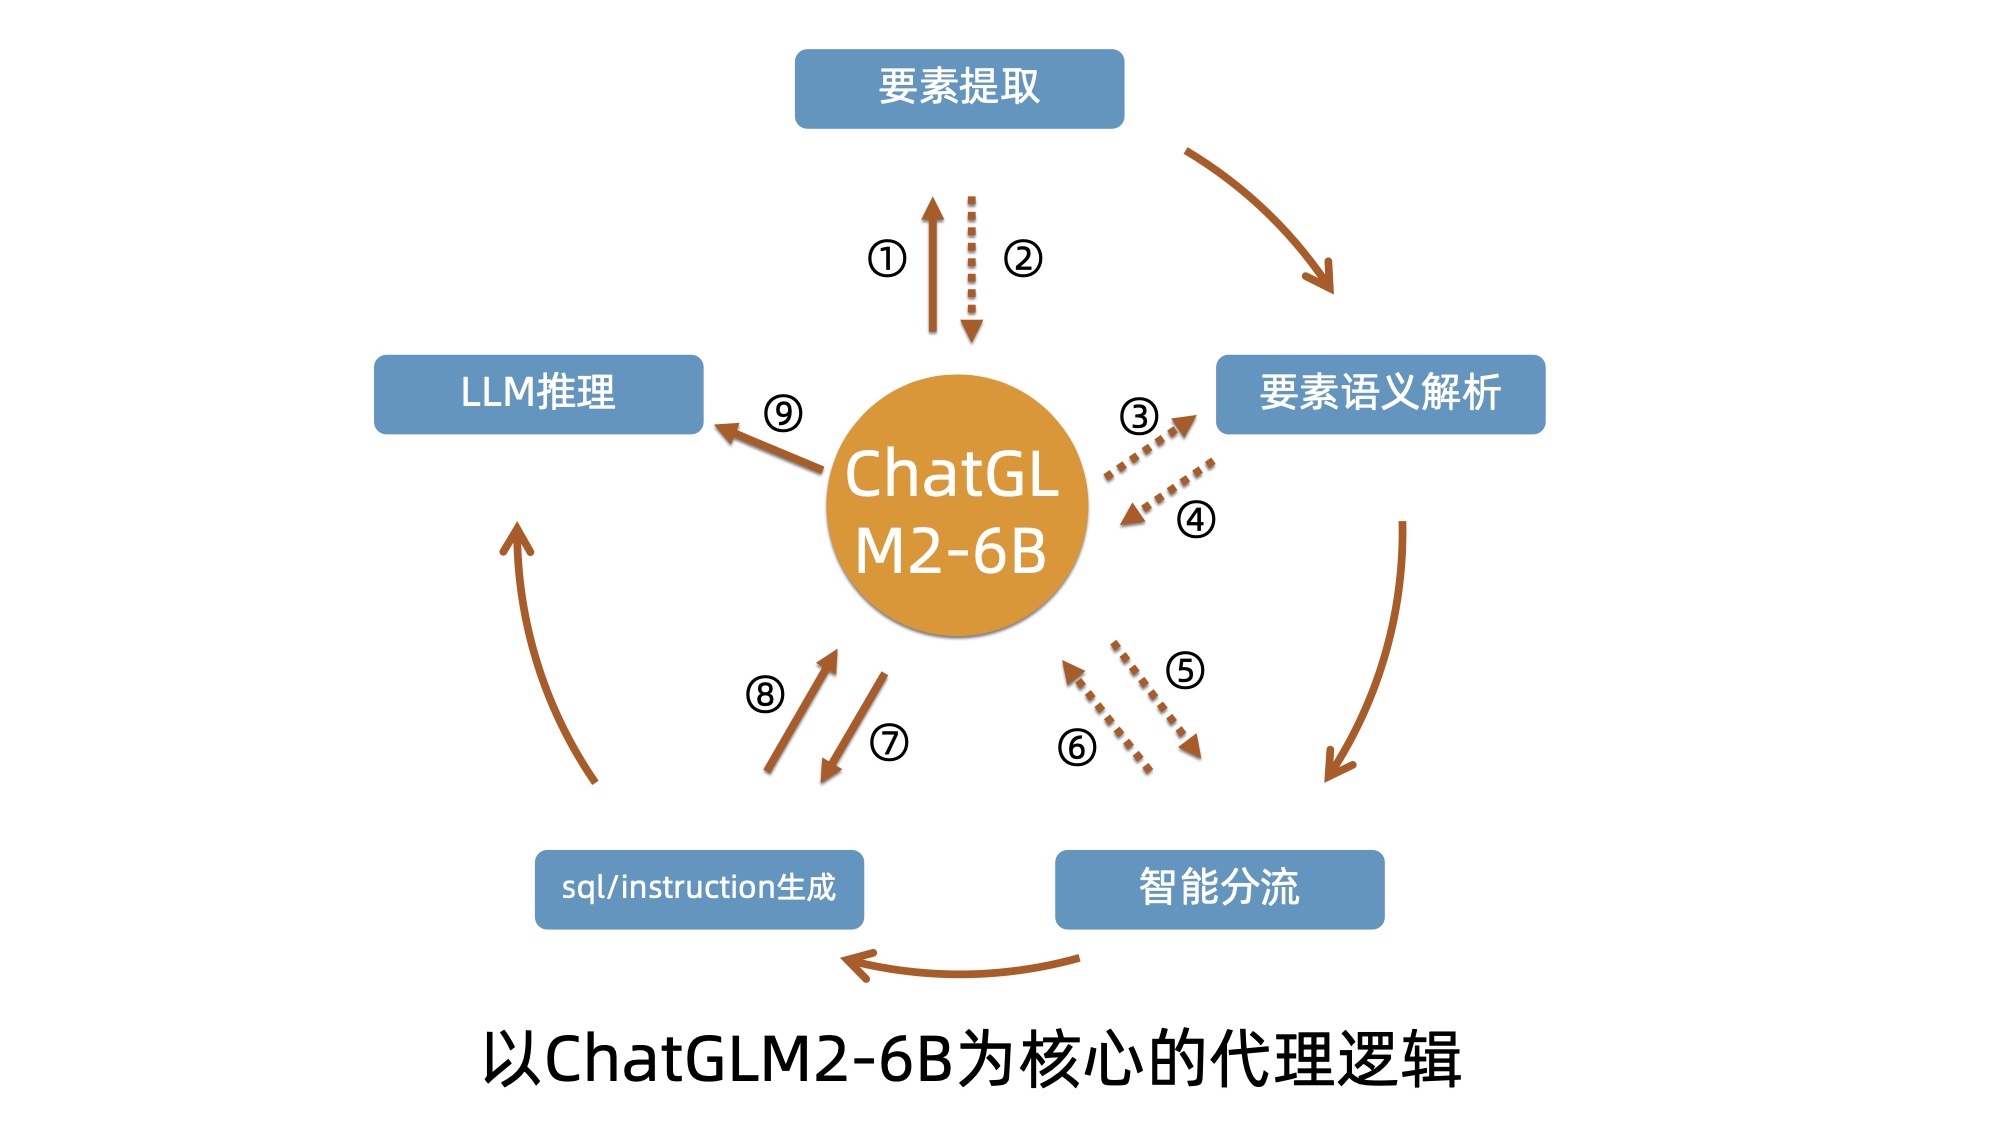 要素提取
①
②
LLM推理
⑨
③
要素语义解析
ChatGL
M2-6B
④
⑧
⑦
⑤
⑥
sql/instruction生成
智能分流
以ChatGLM2-6B为核心的代理逻辑